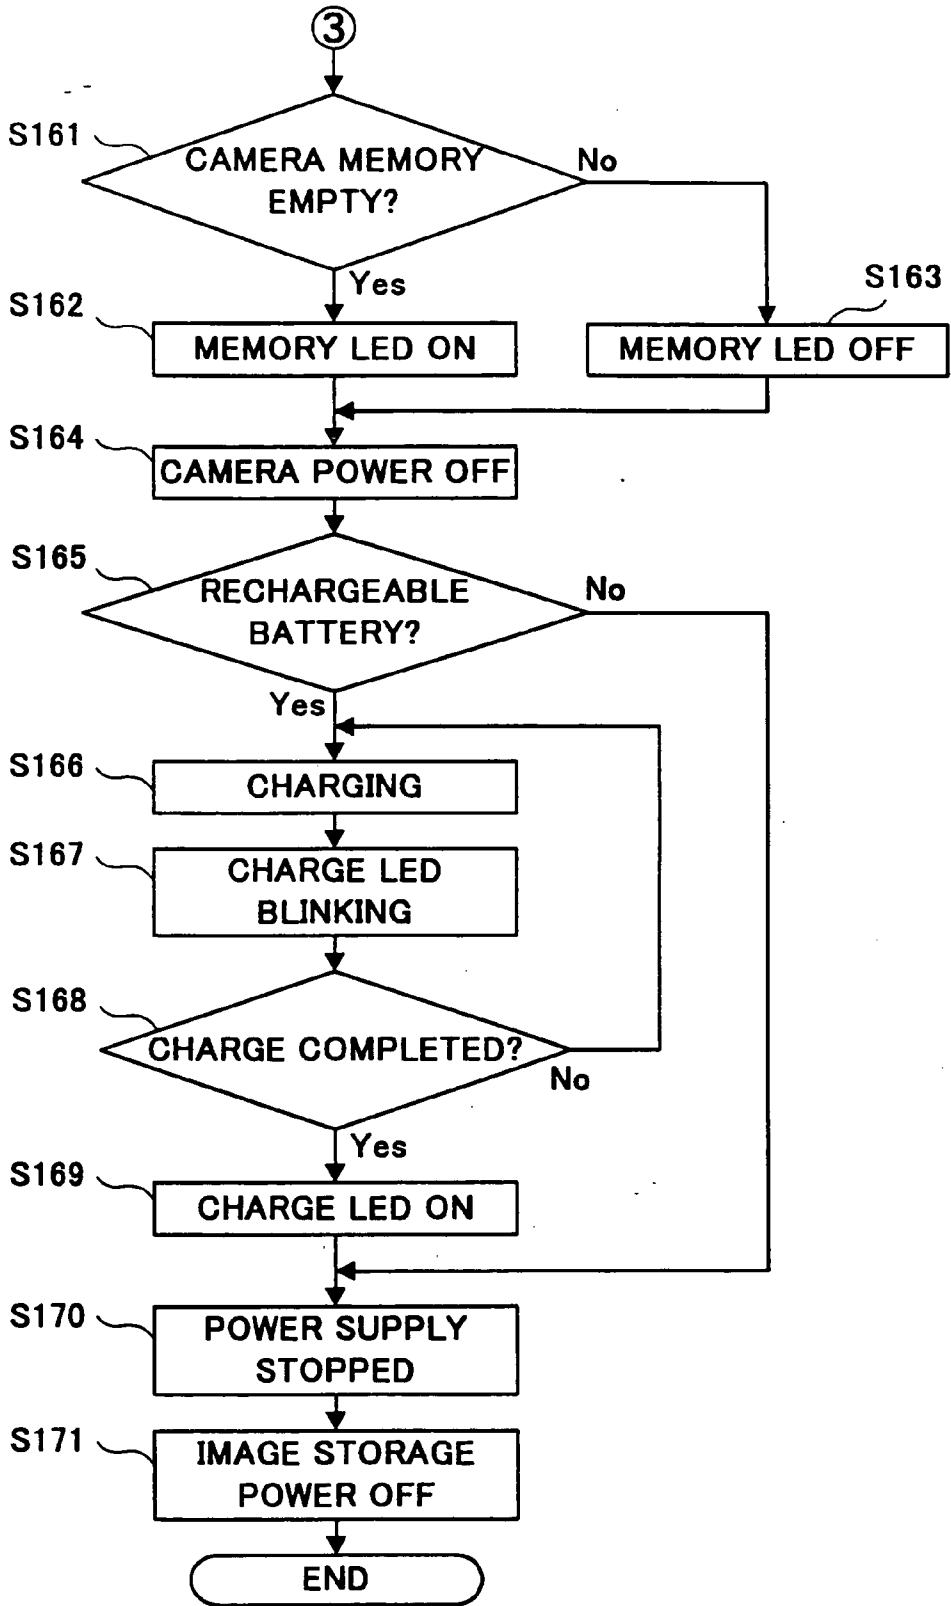 3
S161
CAMERA MEMORY
EMPTY?
No
Yes
S162
MEMORY LED ON
S163
MEMORY LED OFF
S164
CAMERA POWER OFF
S165
RECHARGEABLE
BATTERY?
No
Yes
S166
CHARGING
S167
CHARGE LED
BLINKING
S168
CHARGE COMPLETED?
No
Yes
S169
CHARGE LED ON
S170
POWER SUPPLY
STOPPED
S171
IMAGE STORAGE
POWER OFF
END